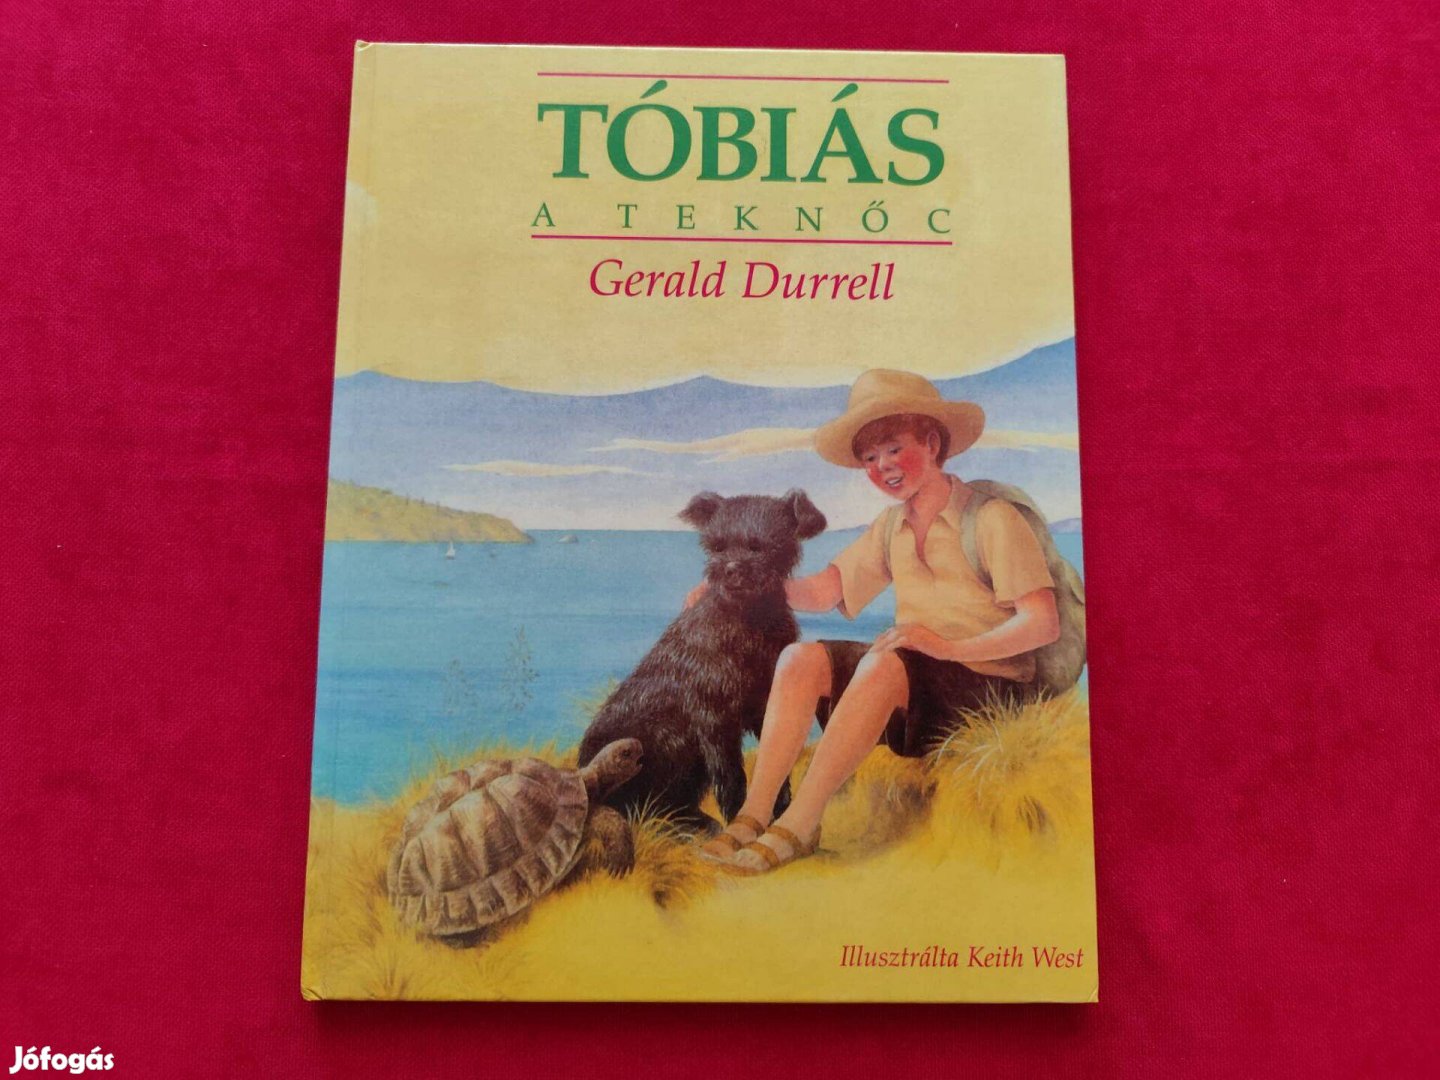 TÓBIÁS
A TEKNŐC
Gerald Durrell
Illusztrálta Keith West
Jófogás